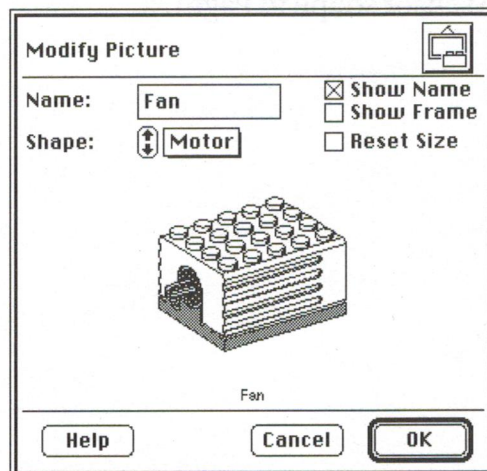 Modify Picture
Name: Fan
Show Name
Show Frame
Shape: Motor
Reset Size
Fan
Help Cancel OK